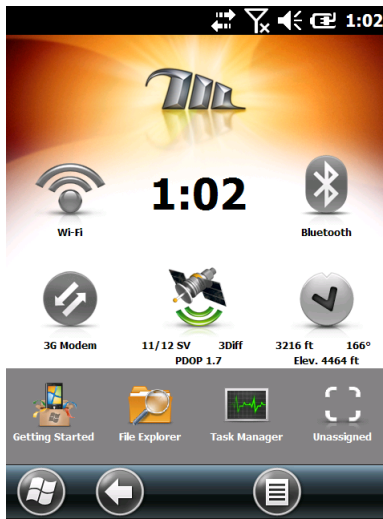 1:02
1:02
Wi-Fi
Bluetooth
3G Modem
11/12 SV 3Diff
PDOP 1.7
3216 ft 166°
Elev. 4464 ft
Getting Started
File Explorer
Task Manager
Unassigned